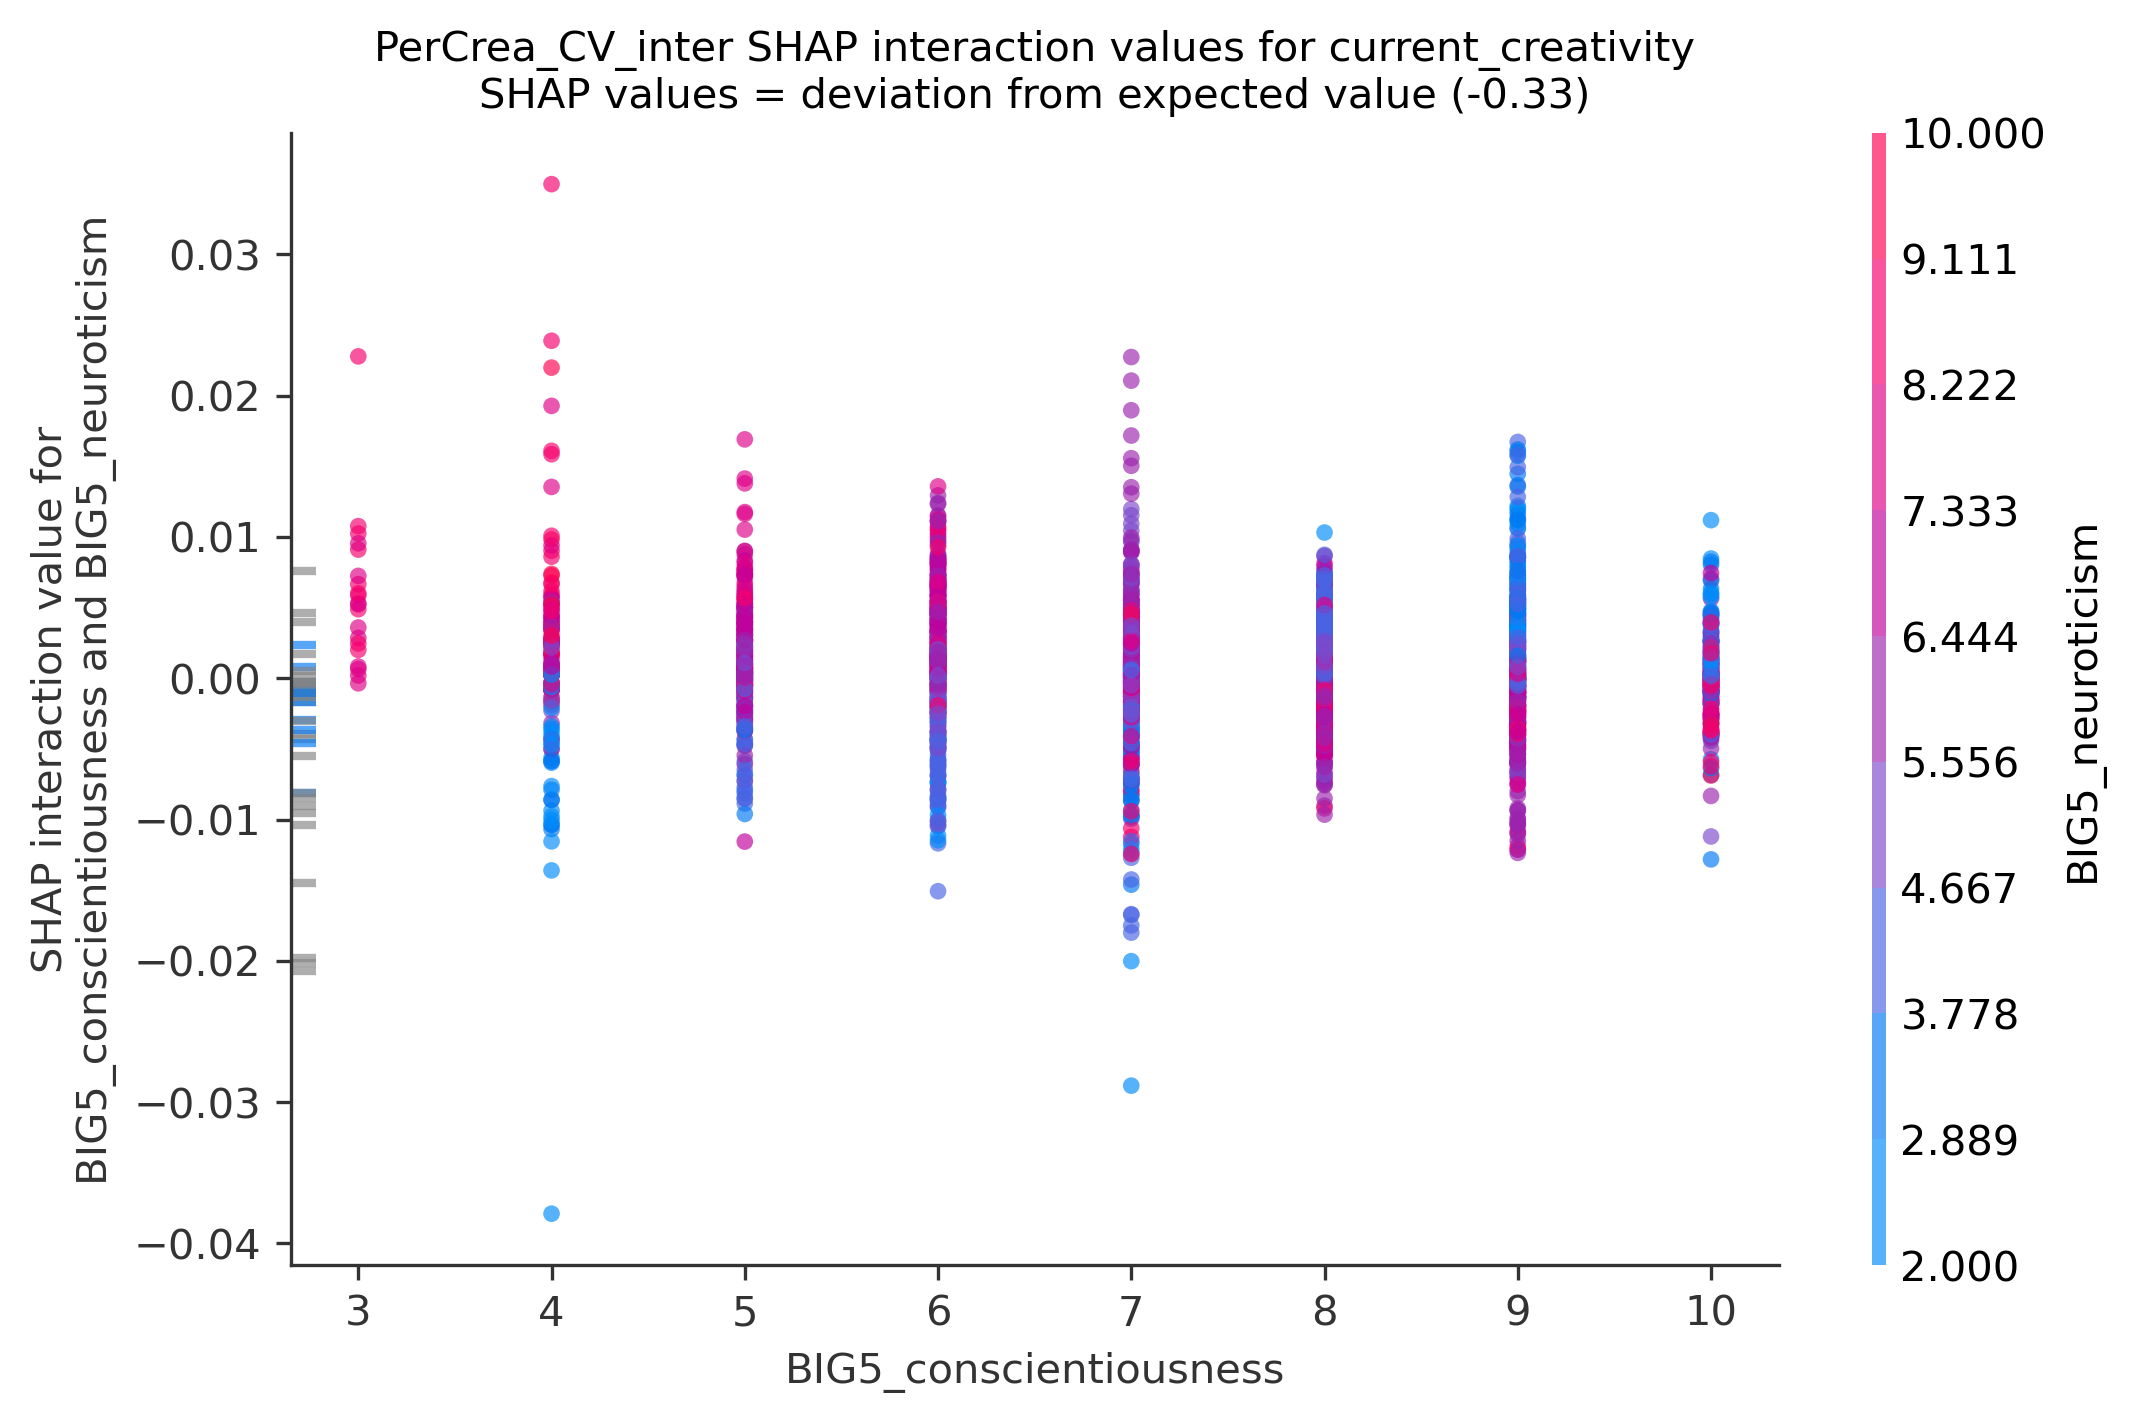 PerCrea_CV_inter SHAP interaction values for current_creativity
SHAP values = deviation from expected value (-0.33)
SHAP interaction value for
BIG5_conscientiousness and BIG5_neuroticism
0.03
0.02
0.01
0.00
−0.01
−0.02
−0.03
−0.04
3 4 5 6 7 8 9 10
BIG5_conscientiousness
10.000
9.111
8.222
7.333
6.444
5.556
4.667
3.778
2.889
2.000
BIG5_neuroticism